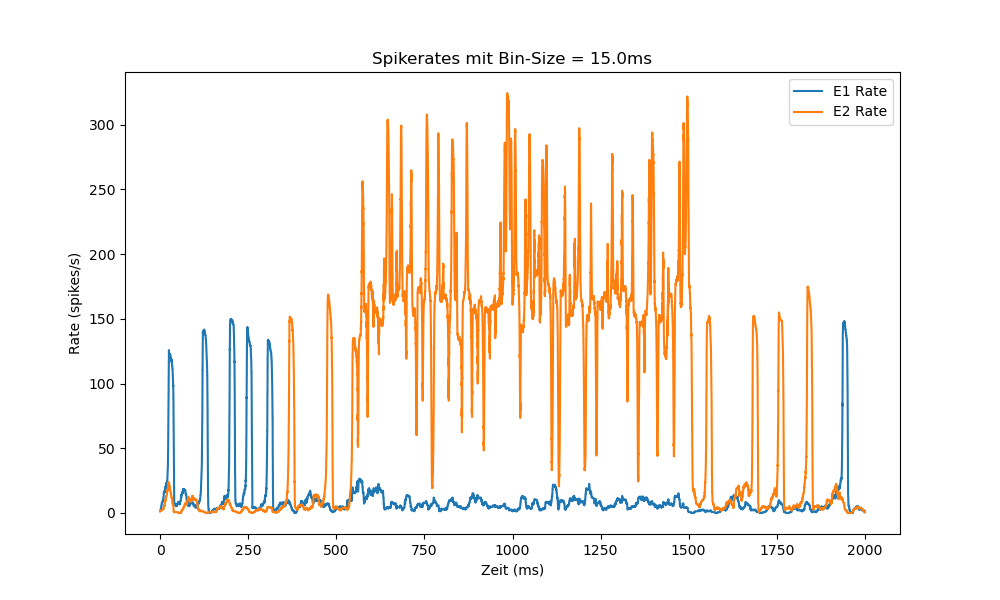 Spikerates mit Bin-Size = 15.0ms
E1 Rate
E2 Rate
Rate (spikes/s)
300
250
200
150
100
50
0
0 250 500 750 1000 1250 1500 1750 2000
Zeit (ms)